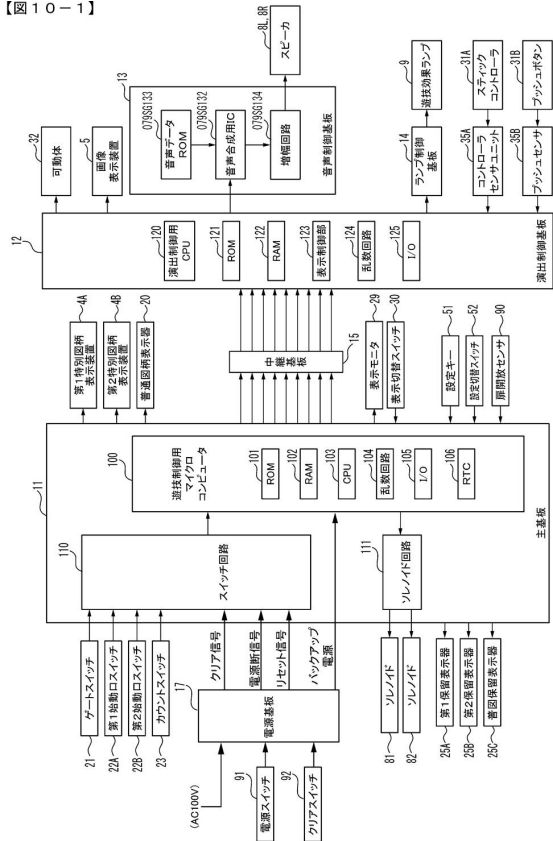 【図１０－１】
8L, 8R
スピーカ
13
079SG133
音声データ
ROM
079SG132
音声合成用IC
079SG134
増幅回路
音声制御基板
32
可動体
5
画像
表示装置
9
遊技効果ランプ
14
ランプ制御
基板
31A
スティック
コントローラ
35A
コントローラ
センサユニット
31B
プッシュボタン
35B
プッシュセンサ
12
120
演出制御用
CPU
121
ROM
122
RAM
123
表示制御部
124
乱数回路
125
I/O
演出制御基板
4A
第1特別図柄
表示装置
4B
第2特別図柄
表示装置
20
普通図柄表示器
中継
基板
15
29
表示モニタ
30
表示切替スイッチ
51
設定キー
52
設定切替スイッチ
90
扉開放センサ
11
100
遊技制御用
マイクロ
コンピュータ
101
ROM
102
RAM
103
CPU
104
乱数回路
105
I/O
106
RTC
主基板
110
スイッチ回路
111
ソレノイド回路
21
ゲートスイッチ
22A
第1始動口スイッチ
22B
第2始動口スイッチ
23
カウントスイッチ
クリア信号
電源断信号
リセット信号
バックアップ
電源
17
電源基板
(AC100V)
91
電源スイッチ
92
クリアスイッチ
81
ソレノイド
82
ソレノイド
25A
第1保留表示器
25B
第2保留表示器
25C
普図保留表示器